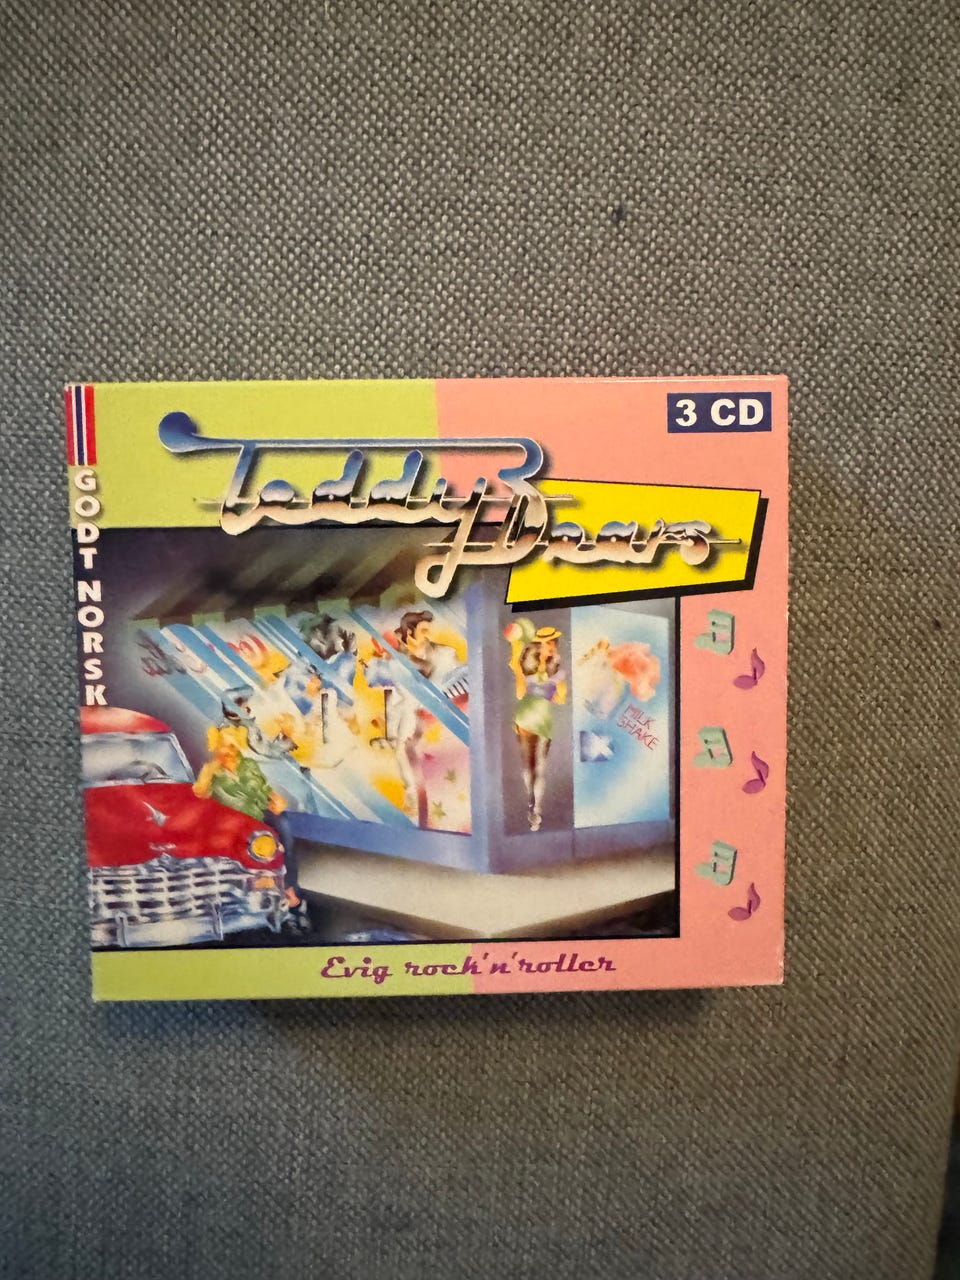 3 CD
GODT NORSK
Teddy Bears
MILK
SHAKE
Evig rock'n'roller